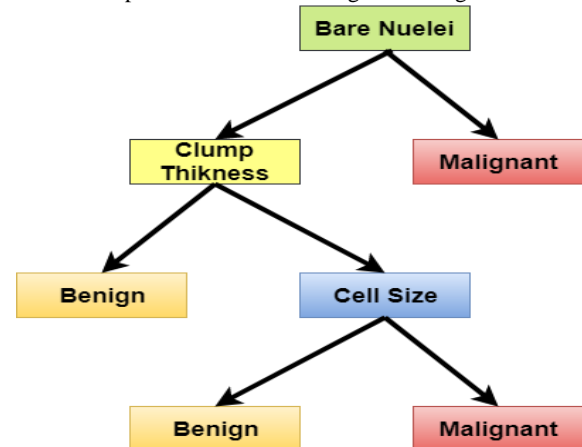 Bare Nuelei
Clump
Thikness
Malignant
Benign
Cell Size
Benign
Malignant